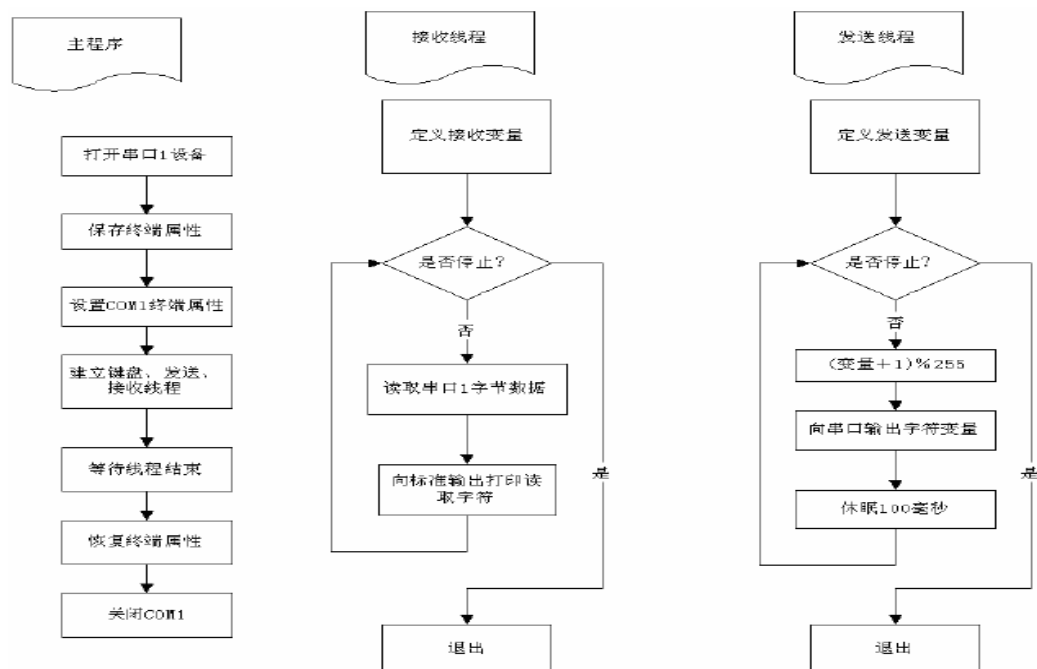 主程序
打开串口1设备
保存终端属性
设置COM1终端属性
建立键盘、发送、
接收线程
等待线程结束
恢复终端属性
关闭COM1
接收线程
定义接收变量
是否停止?
否
是
读取串口1字节数据
向标准输出打印读
取字符
退出
发送线程
定义发送变量
是否停止?
否
是
(变量+1)%255
向串口输出字符变量
休眠100毫秒
退出